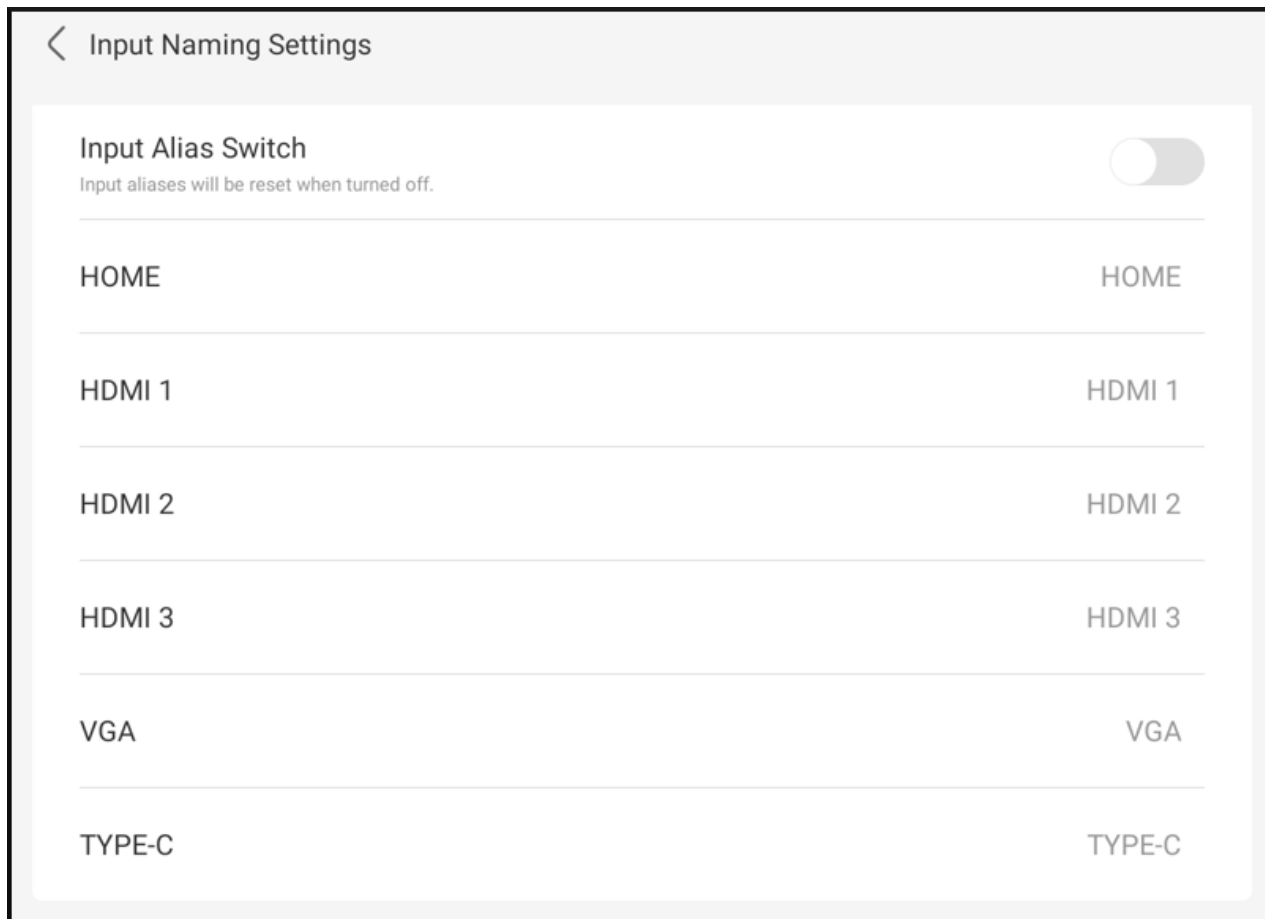 Input Naming Settings
Input Alias Switch
Input aliases will be reset when turned off.
HOME HOME
HDMI 1 HDMI 1
HDMI 2 HDMI 2
HDMI 3 HDMI 3
VGA VGA
TYPE-C TYPE-C